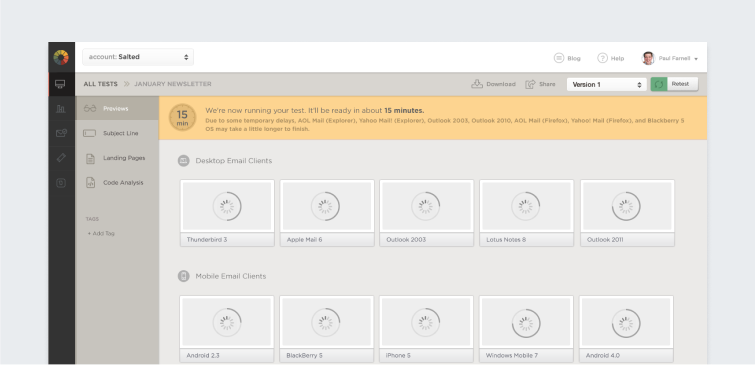 account: Salted
Blog
Help
Paul Farnell
ALL TESTS
JANUARY NEWSLETTER
Download
Share
Version 1
Retest
Previews
Subject Line
Landing Pages
Code Analysis
TAGS
+ Add Tag
15
min
We're now running your test. It'll be ready in about 15 minutes.
Due to some temporary delays, AOL Mail (Explorer), Yahoo Mail! (Explorer), Outlook 2003, Outlook 2010, AOL Mail (Firefox), Yahoo! Mail (Firefox), and Blackberry 5
OS may take a little longer to finish.
Desktop Email Clients
Thunderbird 3
Apple Mail 6
Outlook 2003
Lotus Notes 8
Outlook 2011
Mobile Email Clients
Android 2.3
BlackBerry 5
iPhone 5
Windows Mobile 7
Android 4.0